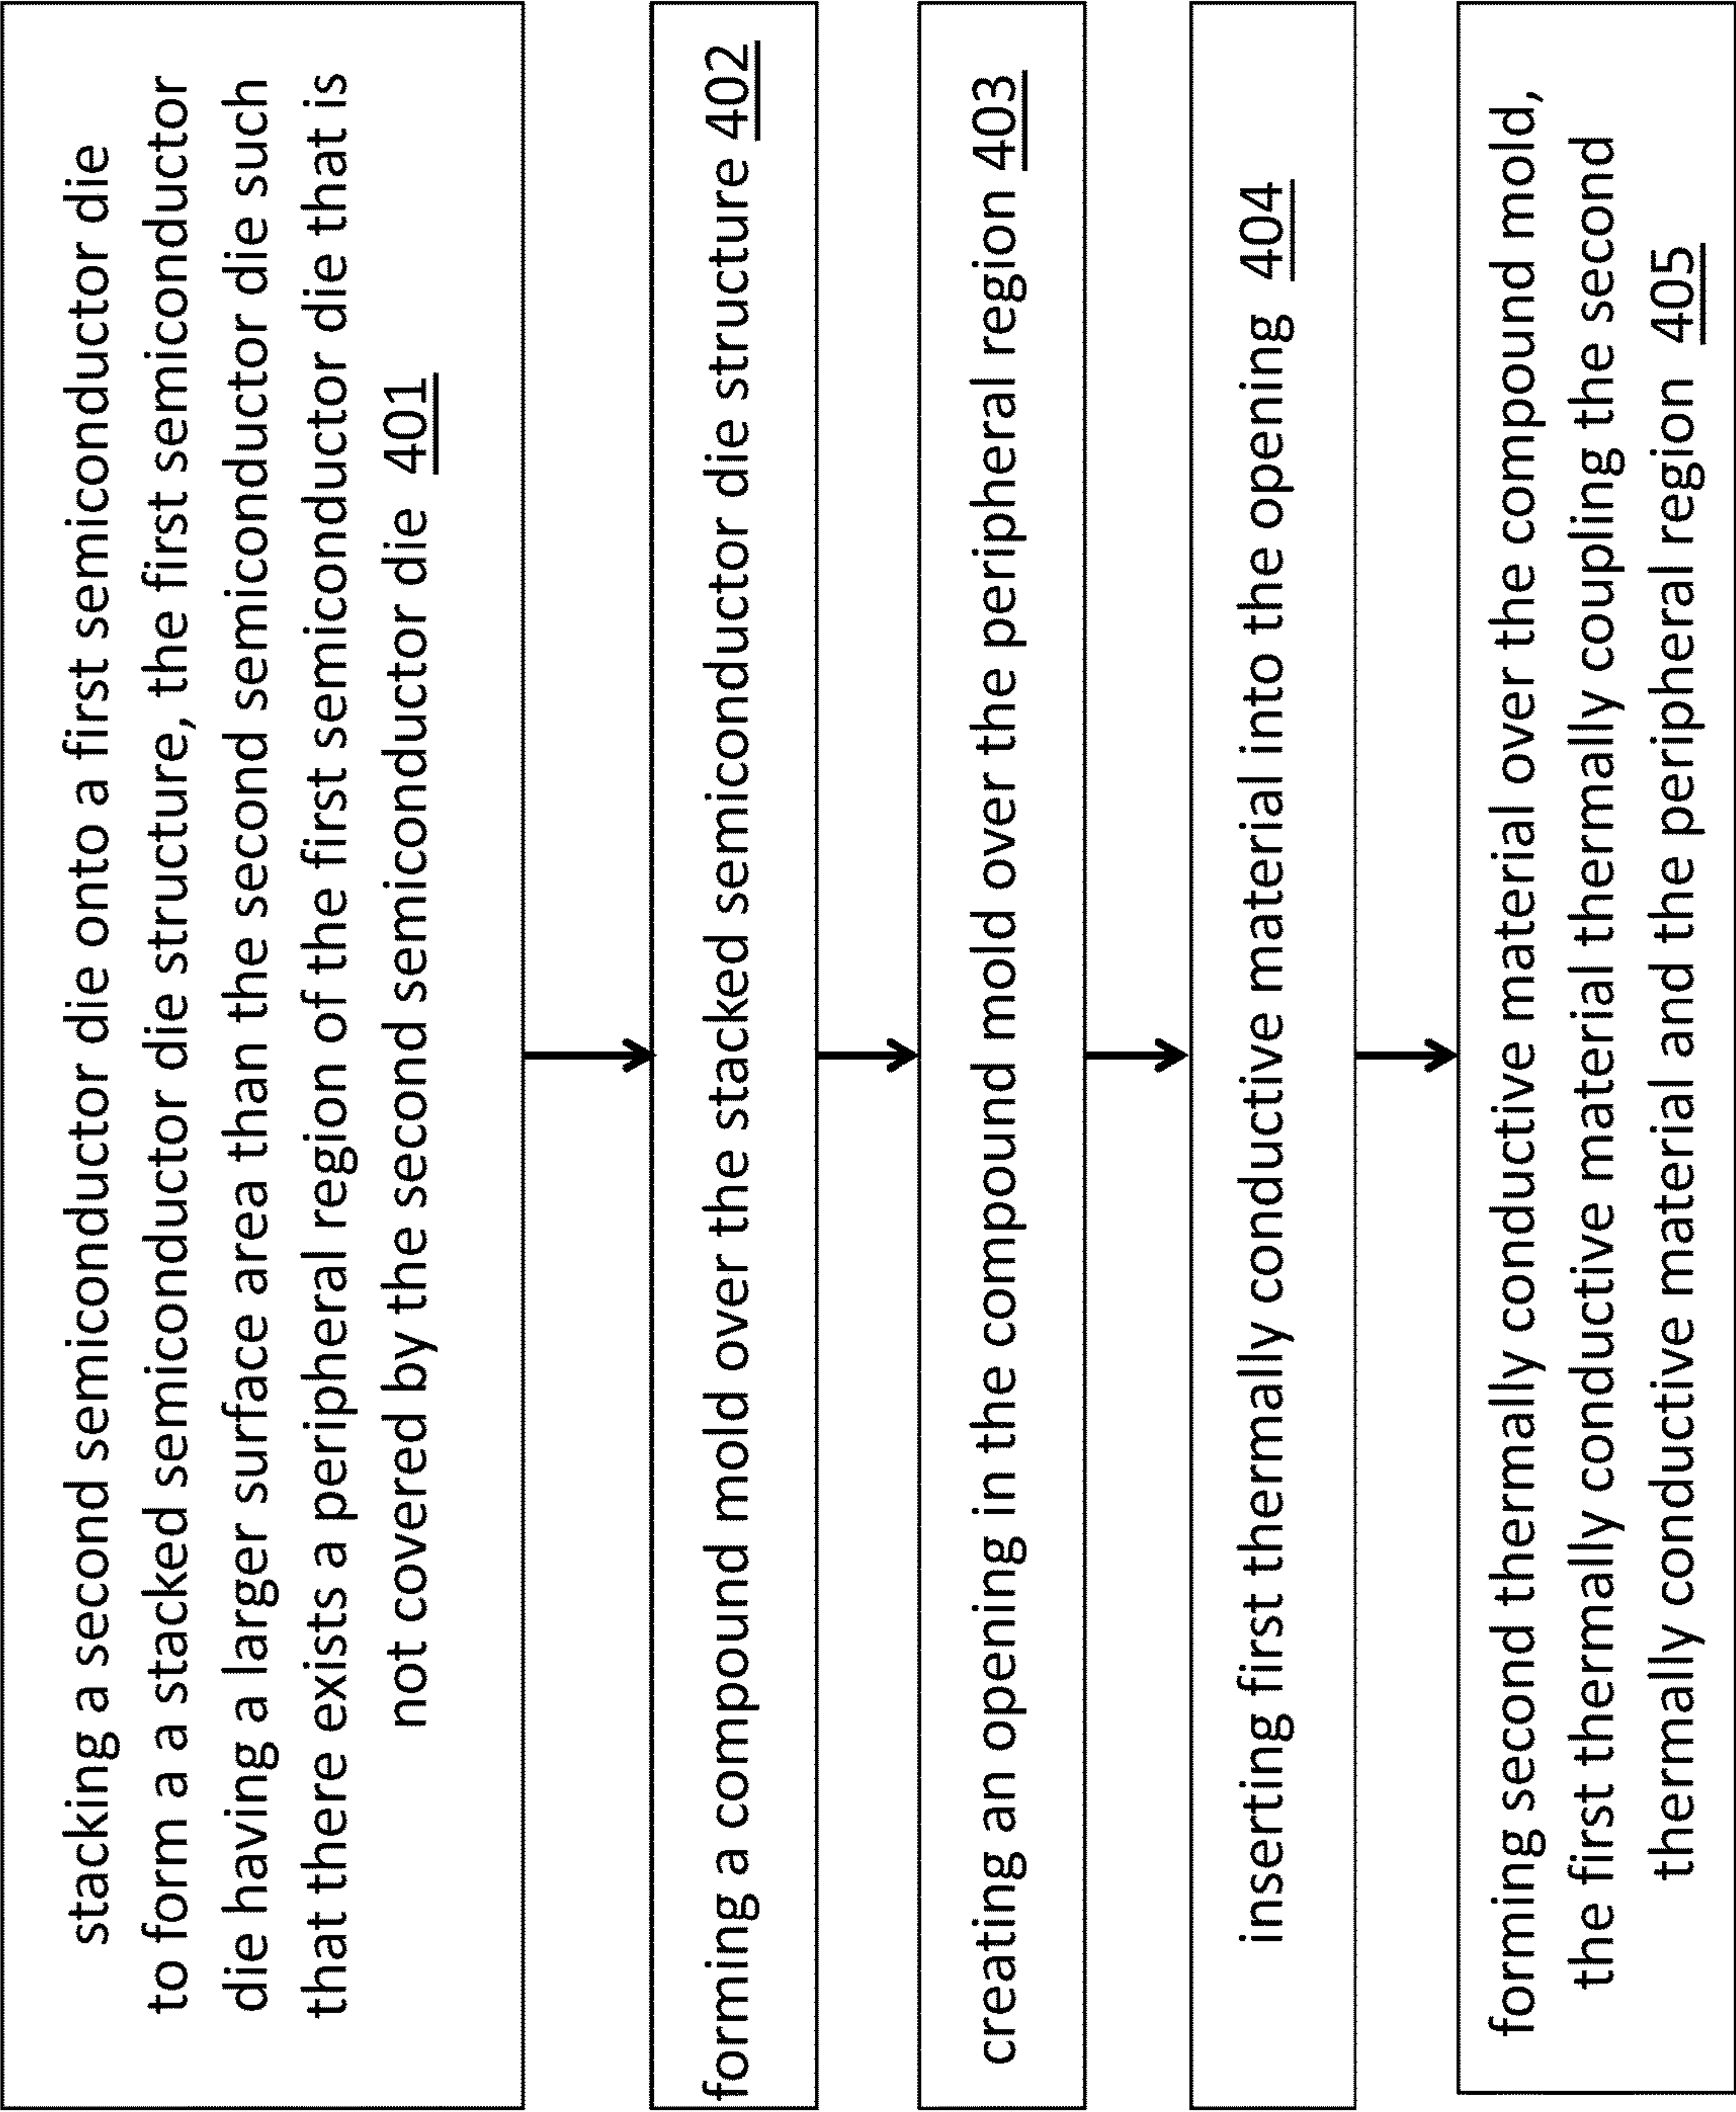 stacking a second semiconductor die onto a first semiconductor die
to form a a stacked semiconductor die structure, the first semiconductor
die having a larger surface area than the second semiconductor die such
that there exists a peripheral region of the first semiconductor die that is
not covered by the second semiconductor die 401
forming a compound mold over the stacked semiconductor die structure 402
creating an opening in the compound mold over the peripheral region 403
inserting first thermally conductive material into the opening 404
forming second thermally conductive material over the compound mold,
the first thermally conductive material thermally coupling the second
thermally conductive material and the peripheral region 405